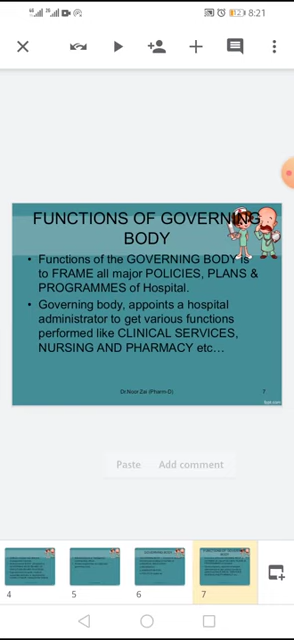 8:21
FUNCTIONS OF GOVERNING
BODY
• Functions of the GOVERNING BODY is
to FRAME all major POLICIES, PLANS &
PROGRAMMES of Hospital.
• Governing body, appoints a hospital
administrator to get various functions
performed like CLINICAL SERVICES,
NURSING AND PHARMACY etc…
Dr.Noor Zar (Pharm-D) 7
Paste Add comment
4 5 6 7